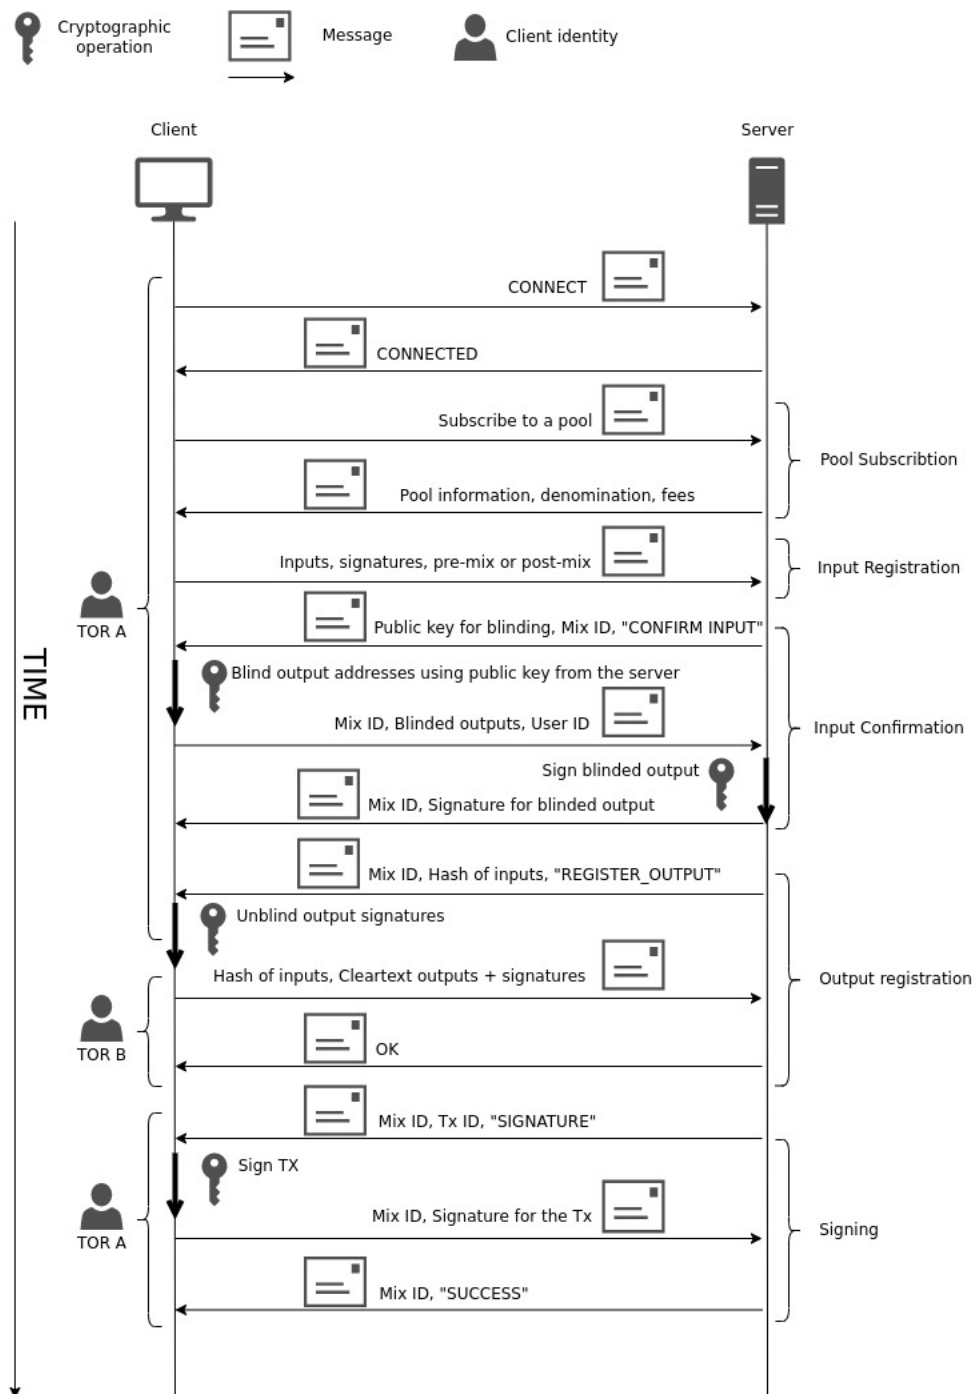 Cryptographic
operation
Message
Client identity
Client
Server
CONNECT
CONNECTED
Subscribe to a pool
Pool Subscribtion
Pool information, denomination, fees
Inputs, signatures, pre-mix or post-mix
Input Registration
TOR A
Public key for blinding, Mix ID, "CONFIRM INPUT"
TIME
Blind output addresses using public key from the server
Mix ID, Blinded outputs, User ID
Input Confirmation
Sign blinded output
Mix ID, Signature for blinded output
Mix ID, Hash of inputs, "REGISTER_OUTPUT"
Unblind output signatures
Hash of inputs, Cleartext outputs + signatures
Output registration
TOR B
OK
Mix ID, Tx ID, "SIGNATURE"
Sign TX
Mix ID, Signature for the Tx
Signing
TOR A
Mix ID, "SUCCESS"